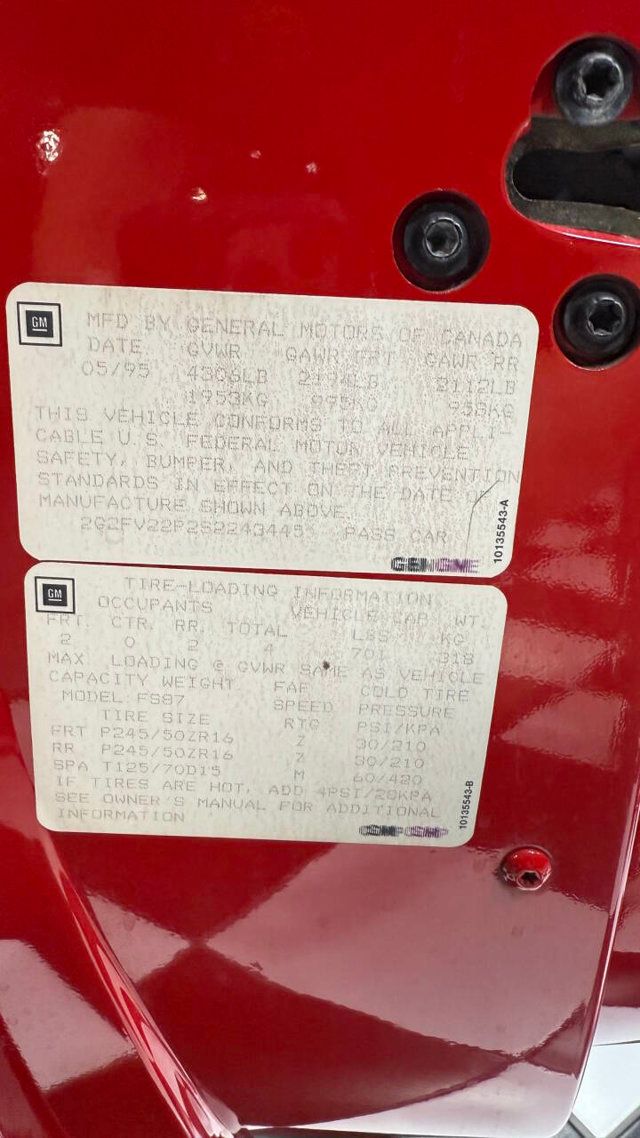 GM
MFD BY GENERAL MOTORS OF CANADA
DATE GVWR GAWR FRT GAWR RR
05/95 4306LB 2194LB 2112LB
1953KG 995KG 958KG
THIS VEHICLE CONFORMS TO ALL APPLI-
CABLE U.S. FEDERAL MOTOR VEHICLE
SAFETY, BUMPER, AND THEFT PREVENTION
STANDARDS IN EFFECT ON THE DATE OF
MANUFACTURE SHOWN ABOVE.
2G2FV22P2S2243445 PASS CAR
10135543-A
GM
TIRE-LOADING INFORMATION
OCCUPANTS VEHICLE CAP. WT.
FRT. CTR. RR. TOTAL LBS KG
2 0 2 4 701 318
MAX. LOADING @ GVWR SAME AS VEHICLE
CAPACITY WEIGHT FAF COLD TIRE
MODEL: FS87 SPEED PRESSURE
TIRE SIZE RTG PSI/KPA
FRT P245/50ZR16 Z 30/210
RR P245/50ZR16 Z 30/210
SPA T125/70D15 M 60/420
IF TIRES ARE HOT, ADD 4PSI/28KPA
SEE OWNER'S MANUAL FOR ADDITIONAL
INFORMATION
10135543-B